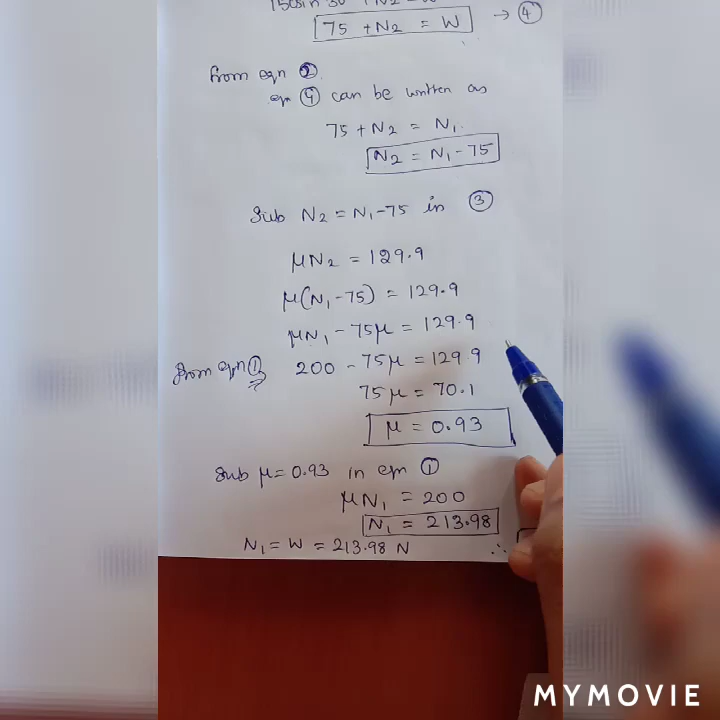 75 + N2 = W → ④
From eqn ②
eqn ④ can be written as
75 + N2 = N1.
N2 = N1 - 75
Sub N2 = N1 - 75 in ③
μN2 = 129.9
μ(N1 - 75) = 129.9
μN1 - 75μ = 129.9
from eqn ① 200 - 75μ = 129.9
75μ = 70.1
μ = 0.93
Sub μ = 0.93 in eqn ①
μN1 = 200
N1 = 213.98
N1 = W = 213.98 N ∴
MYMOVIE